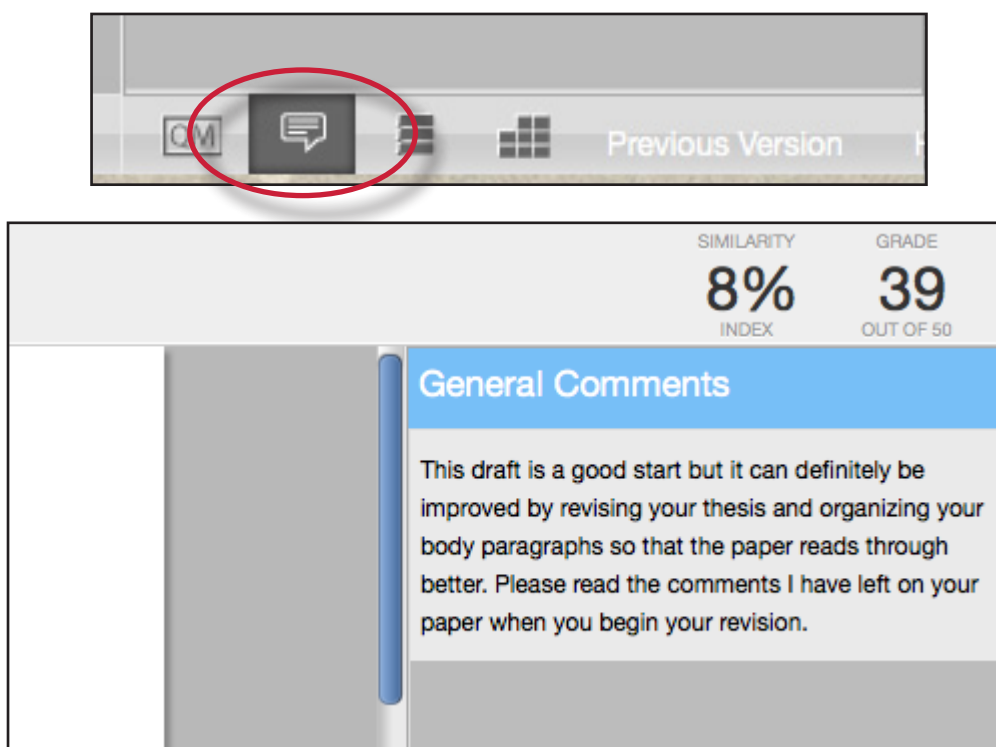 QM
Previous Version
SIMILARITY GRADE
8% 39
INDEX OUT OF 50
General Comments
This draft is a good start but it can definitely be
improved by revising your thesis and organizing your
body paragraphs so that the paper reads through
better. Please read the comments I have left on your
paper when you begin your revision.